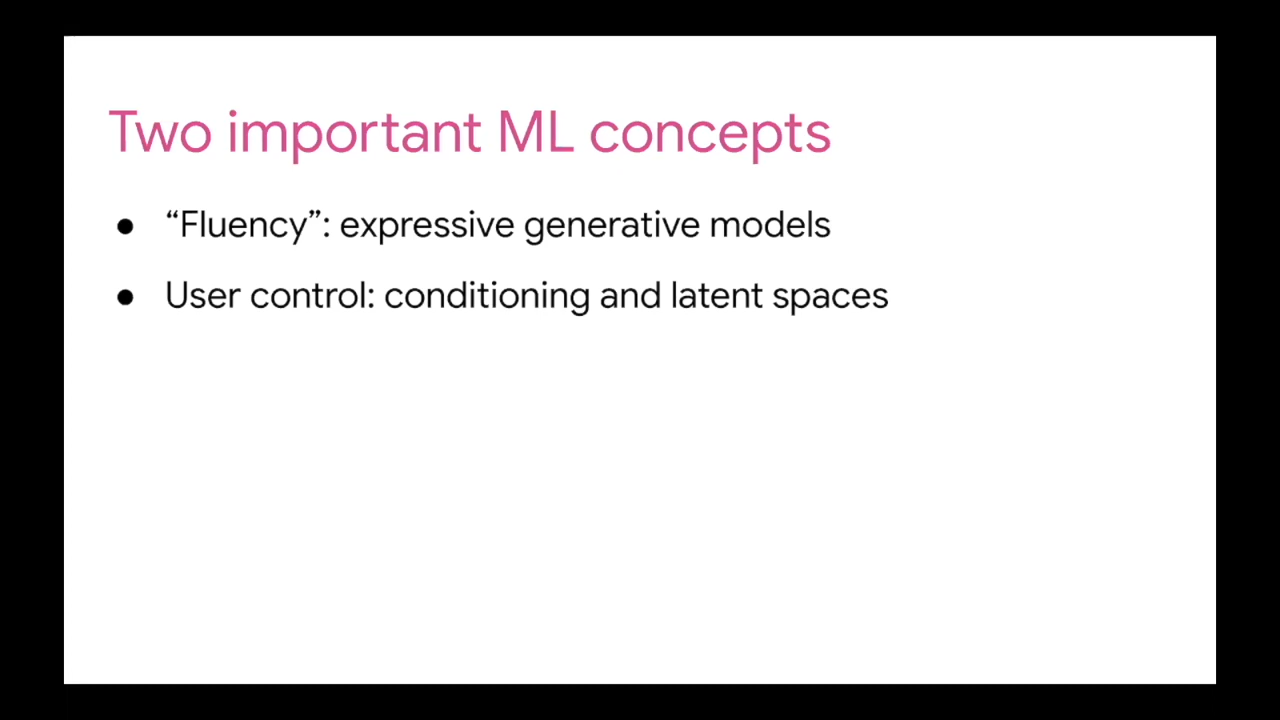 Two important ML concepts
● “Fluency”: expressive generative models
● User control: conditioning and latent spaces